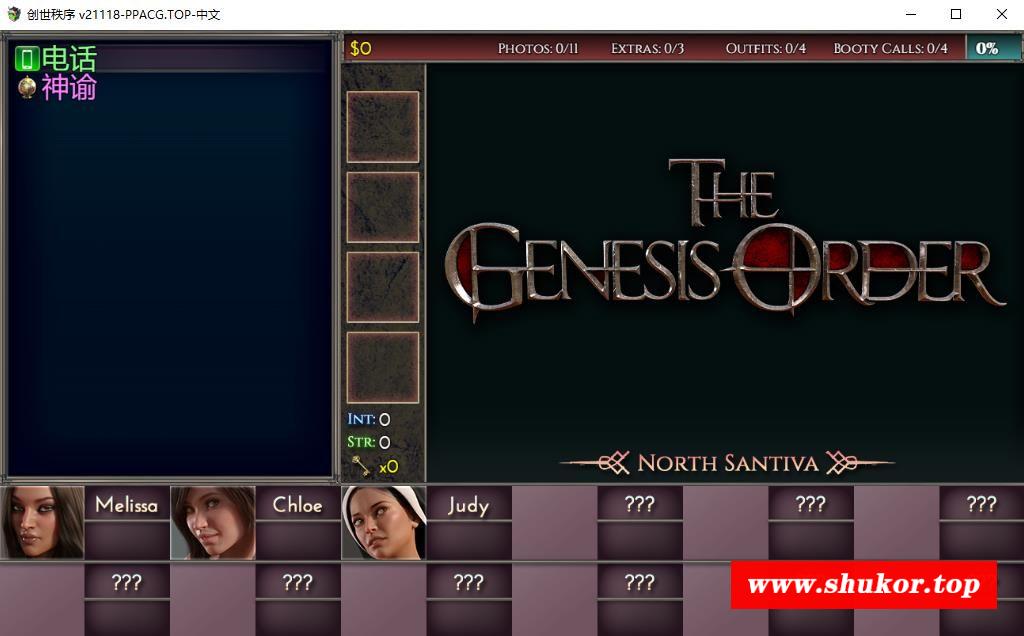 创世秩序 v21118-PPACG.TOP-中文
电话
神谕
$0 PHOTOS: 0/11 EXTRAS: 0/3 OUTFITS: 0/4 BOOTY CALLS: 0/4 0%
THE
GENESIS ORDER
INT: 0
STR: 0
x0
NORTH SANTIVA
Melissa Chloe Judy ??? ??? ???
??? ??? ??? ???
www.shukor.top